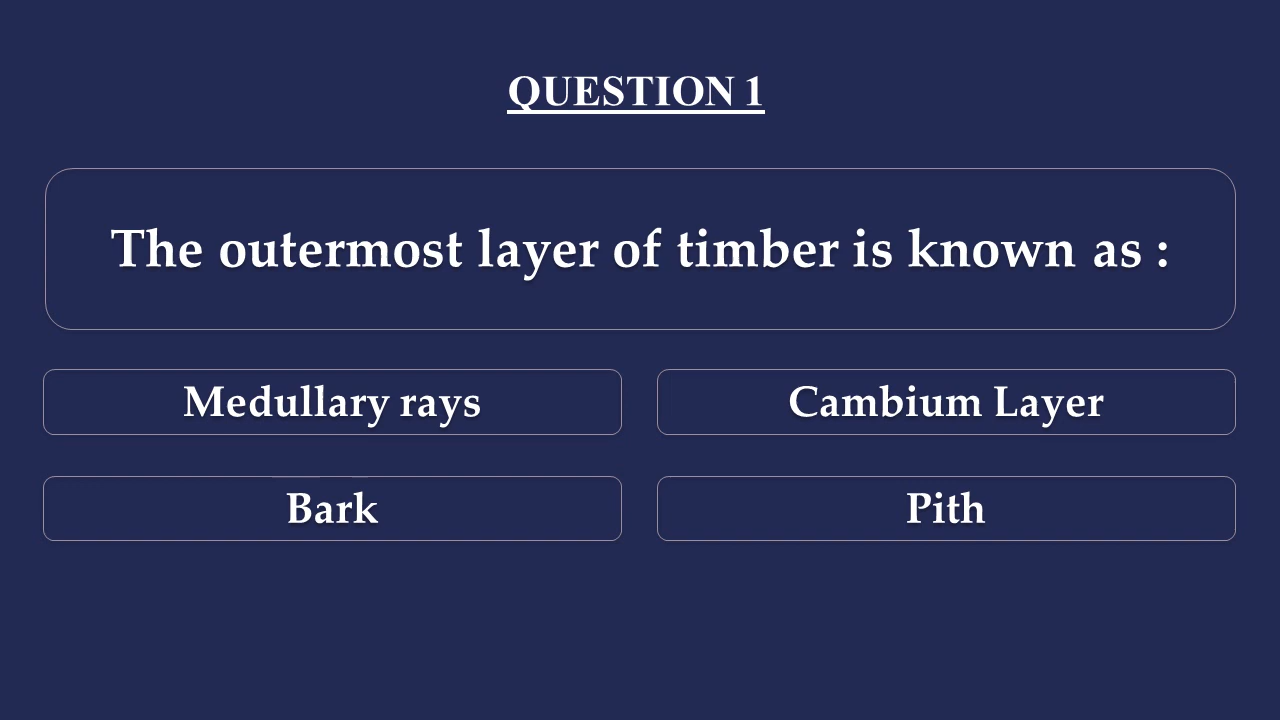 QUESTION 1
The outermost layer of timber is known as :
Medullary rays
Cambium Layer
Bark
Pith